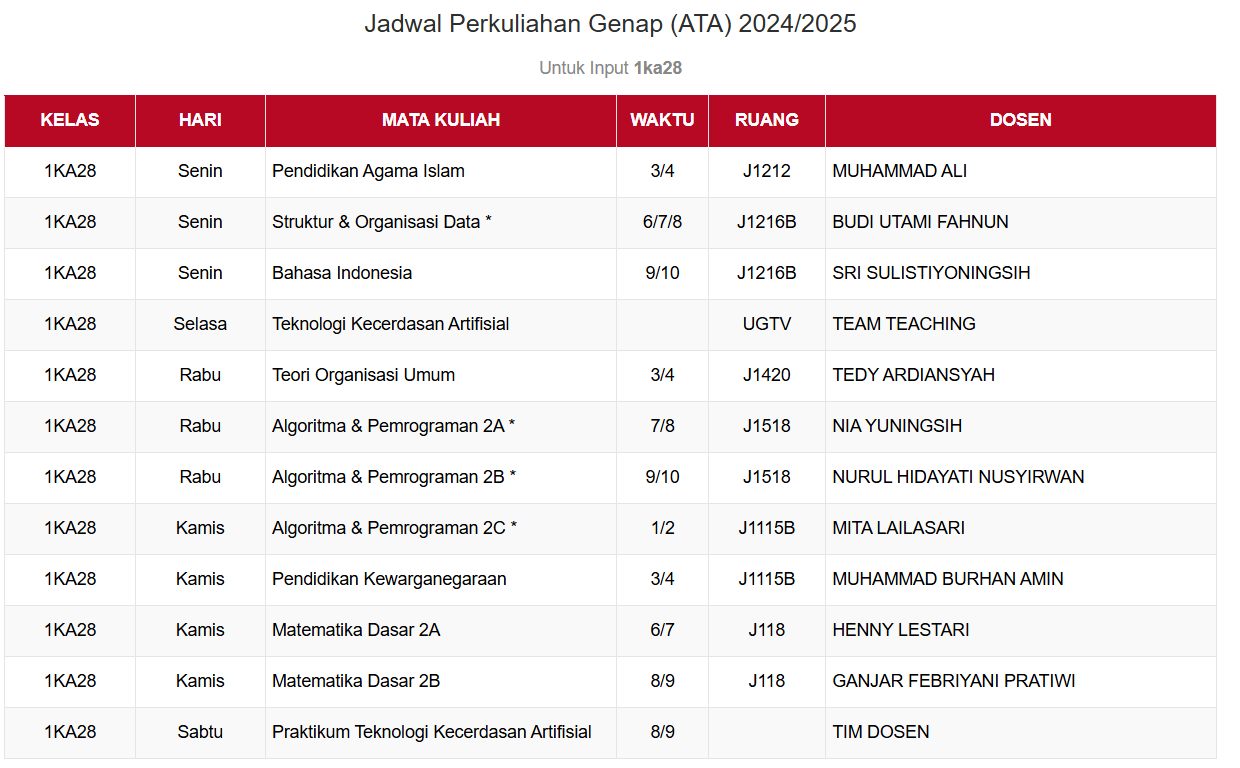 Jadwal Perkuliahan Genap (ATA) 2024/2025
Untuk Input 1ka28
KELAS HARI MATA KULIAH WAKTU RUANG DOSEN
1KA28 Senin Pendidikan Agama Islam 3/4 J1212 MUHAMMAD ALI
1KA28 Senin Struktur & Organisasi Data * 6/7/8 J1216B BUDI UTAMI FAHNUN
1KA28 Senin Bahasa Indonesia 9/10 J1216B SRI SULISTIYONINGSIH
1KA28 Selasa Teknologi Kecerdasan Artifisial UGTV TEAM TEACHING
1KA28 Rabu Teori Organisasi Umum 3/4 J1420 TEDY ARDIANSYAH
1KA28 Rabu Algoritma & Pemrograman 2A * 7/8 J1518 NIA YUNINGSIH
1KA28 Rabu Algoritma & Pemrograman 2B * 9/10 J1518 NURUL HIDAYATI NUSYIRWAN
1KA28 Kamis Algoritma & Pemrograman 2C * 1/2 J1115B MITA LAILASARI
1KA28 Kamis Pendidikan Kewarganegaraan 3/4 J1115B MUHAMMAD BURHAN AMIN
1KA28 Kamis Matematika Dasar 2A 6/7 J118 HENNY LESTARI
1KA28 Kamis Matematika Dasar 2B 8/9 J118 GANJAR FEBRIYANI PRATIWI
1KA28 Sabtu Praktikum Teknologi Kecerdasan Artifisial 8/9 TIM DOSEN